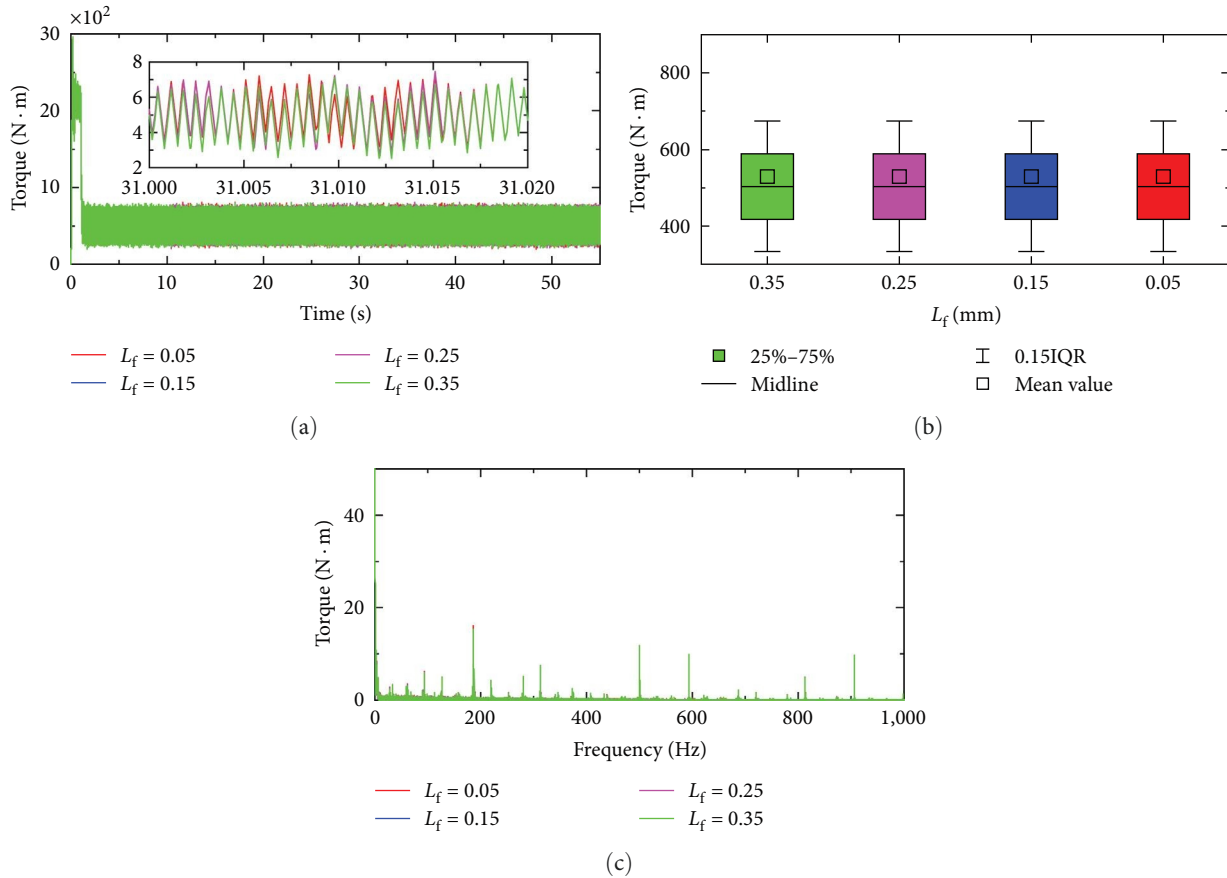 ×10²
30
20
10
0
Torque (N · m)
8
6
4
2
31.000 31.005 31.010 31.015 31.020
0 10 20 30 40 50
Time (s)
L_f = 0.05
L_f = 0.25
L_f = 0.15
L_f = 0.35
(a)
800
600
400
Torque (N · m)
0.35 0.25 0.15 0.05
L_f (mm)
25%–75%
0.15IQR
Midline
Mean value
(b)
40
20
0
Torque (N · m)
0 200 400 600 800 1,000
Frequency (Hz)
L_f = 0.05
L_f = 0.25
L_f = 0.15
L_f = 0.35
(c)